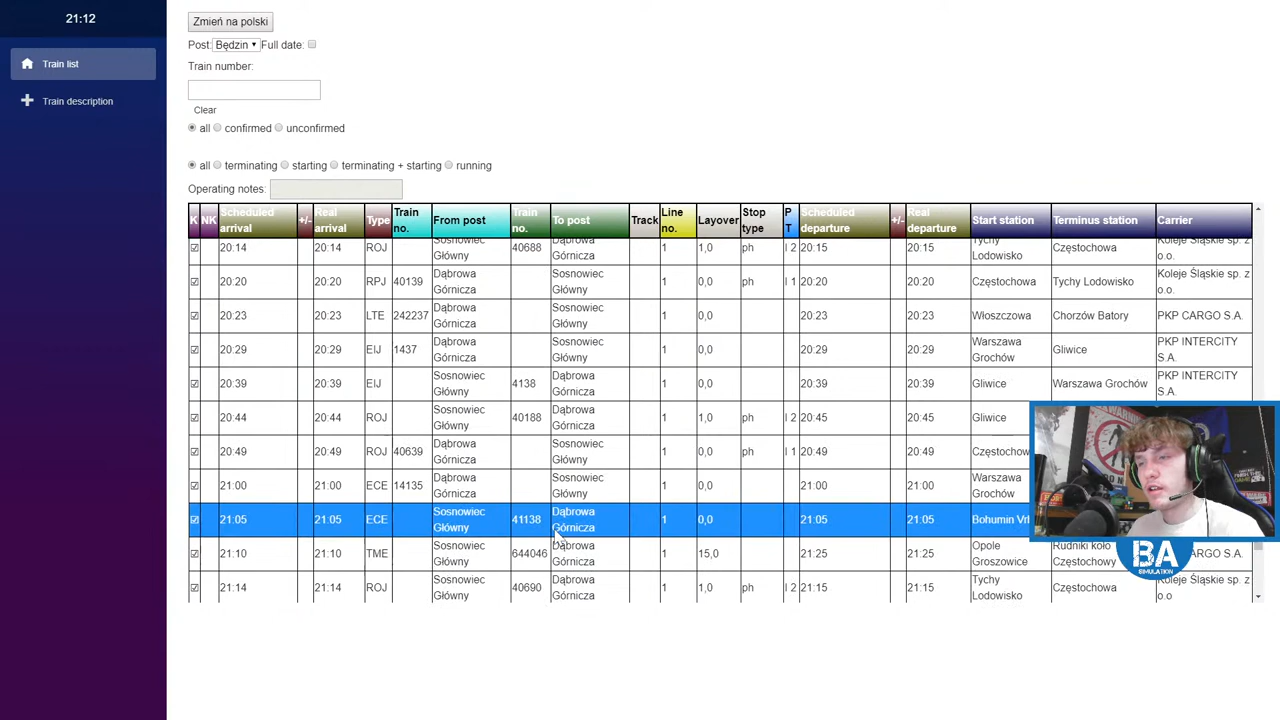 21:12
Train list
Train description
Zmień na polski
Post: Będzin Full date:
Train number:
Clear
all confirmed unconfirmed
all terminating starting terminating + starting running
Operating notes:
K NK Scheduled arrival +/- Real arrival Type Train no. From post Train no. To post Track Line no. Layover Stop type P T Scheduled departure +/- Real departure Start station Terminus station Carrier
20:14 20:14 ROJ Sosnowiec Główny 40688 Dąbrowa Górnicza 1 1,0 ph I 2 20:15 20:15 Tychy Lodowisko Częstochowa Koleje Śląskie sp. z o.o.
20:20 20:20 RPJ 40139 Dąbrowa Górnicza Sosnowiec Główny 1 0,0 ph I 1 20:20 20:20 Częstochowa Tychy Lodowisko Koleje Śląskie sp. z o.o.
20:23 20:23 LTE 242237 Dąbrowa Górnicza Sosnowiec Główny 1 0,0 20:23 20:23 Włoszczowa Chorzów Batory PKP CARGO S.A.
20:29 20:29 EIJ 1437 Dąbrowa Górnicza Sosnowiec Główny 1 0,0 20:29 20:29 Warszawa Grochów Gliwice PKP INTERCITY S.A.
20:39 20:39 EIJ Sosnowiec Główny 4138 Dąbrowa Górnicza 1 0,0 20:39 20:39 Gliwice Warszawa Grochów PKP INTERCITY S.A.
20:44 20:44 ROJ Sosnowiec Główny 40188 Dąbrowa Górnicza 1 1,0 ph I 2 20:45 20:45 Gliwice
20:49 20:49 ROJ 40639 Dąbrowa Górnicza Sosnowiec Główny 1 0,0 ph I 1 20:49 20:49
21:00 21:00 ECE 14135 Dąbrowa Górnicza Sosnowiec Główny 1 0,0 21:00 21:00 Warszawa Grochów
21:05 21:05 ECE Sosnowiec Główny 41138 Dąbrowa Górnicza 1 0,0 21:05 21:05 Bohumin
21:10 21:10 TME Sosnowiec Główny 644046 Dąbrowa Górnicza 1 15,0 21:25 21:25 Opole Groszowice Rudniki koło Częstochowy CARGO S.A.
21:14 21:14 ROJ Sosnowiec Główny 40690 Dąbrowa Górnicza 1 1,0 ph I 2 21:15 21:15 Tychy Lodowisko Częstochowa Koleje Śląskie sp. z o.o
BA
SIMULATION